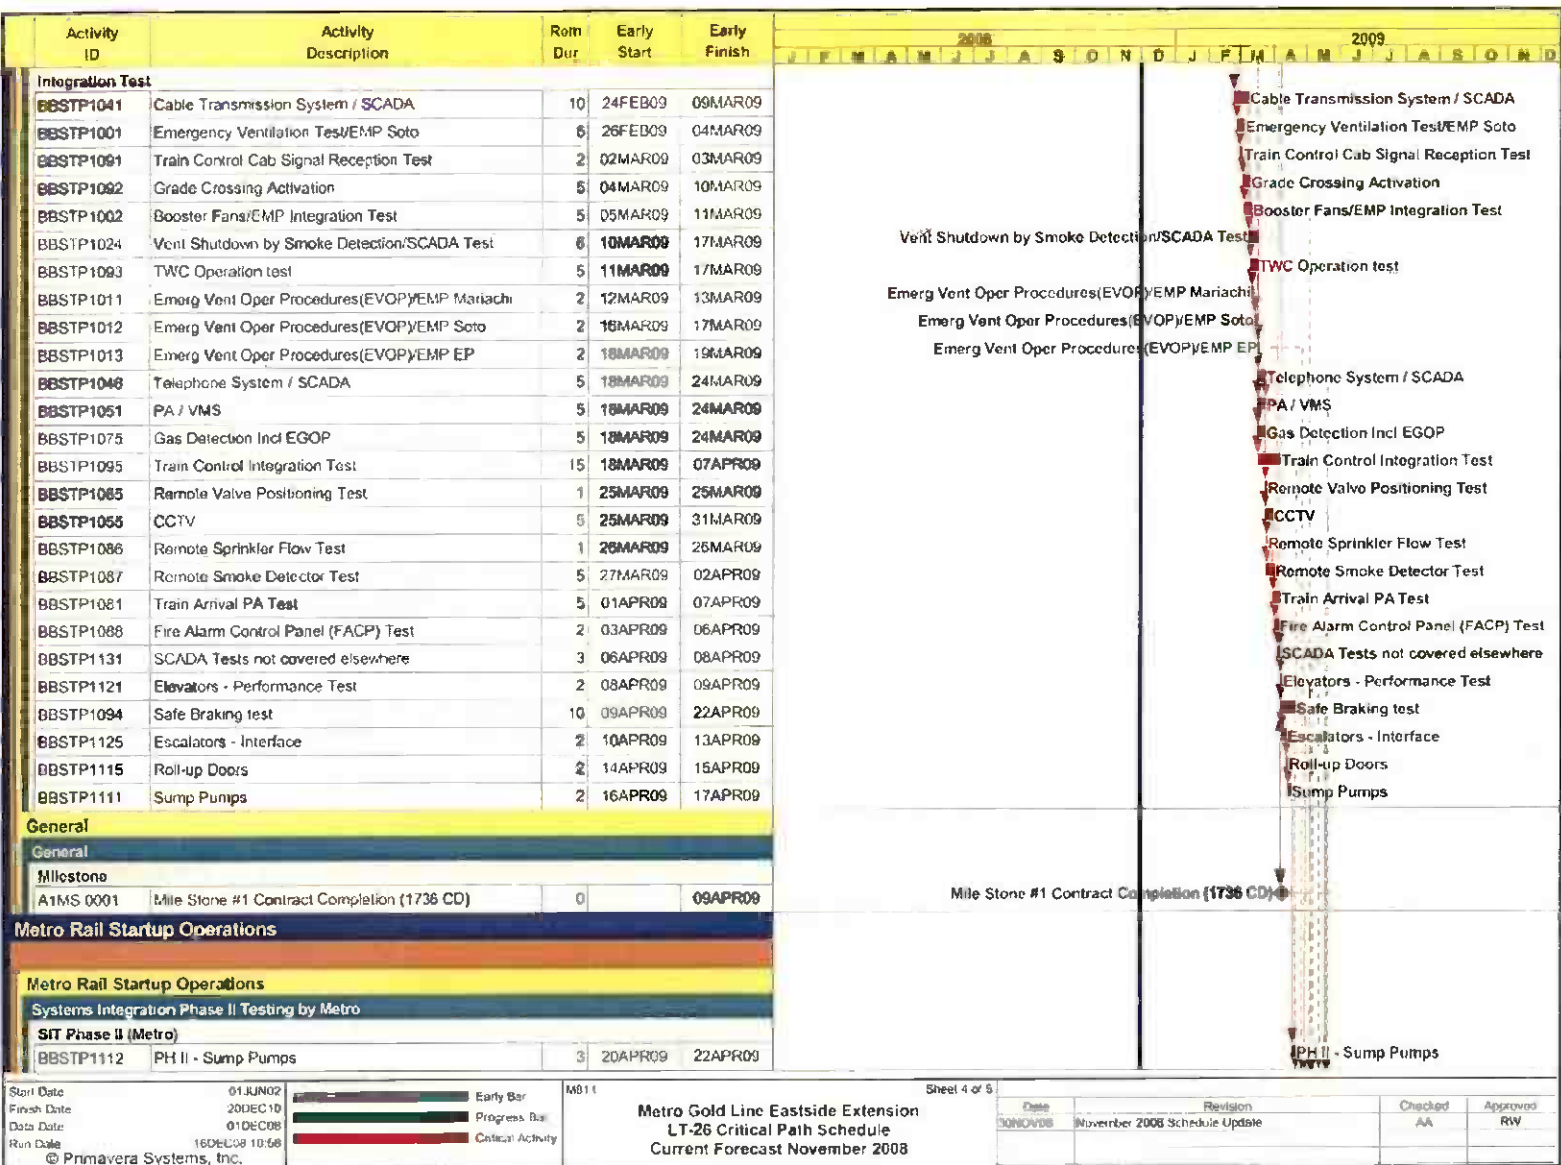 Activity ID Activity Description Rem Dur Early Start Early Finish 2008 2009
J F M A M J J A S O N D J F M A M J J A S O N D
Integration Test
BBSTP1041 Cable Transmission System / SCADA 10 24FEB09 09MAR09 Cable Transmission System / SCADA
BBSTP1001 Emergency Ventilation Test/EMP Soto 6 26FEB09 04MAR09 Emergency Ventilation Test/EMP Soto
BBSTP1091 Train Control Cab Signal Reception Test 2 02MAR09 03MAR09 Train Control Cab Signal Reception Test
BBSTP1092 Grade Crossing Activation 5 04MAR09 10MAR09 Grade Crossing Activation
BBSTP1002 Booster Fans/EMP Integration Test 5 05MAR09 11MAR09 Booster Fans/EMP Integration Test
BBSTP1024 Vent Shutdown by Smoke Detection/SCADA Test 6 10MAR09 17MAR09 Vent Shutdown by Smoke Detection/SCADA Test
BBSTP1093 TWC Operation test 5 11MAR09 17MAR09 TWC Operation test
BBSTP1011 Emerg Vent Oper Procedures(EVOP)/EMP Mariachi 2 12MAR09 13MAR09 Emerg Vent Oper Procedures(EVOP)/EMP Mariachi
BBSTP1012 Emerg Vent Oper Procedures(EVOP)/EMP Soto 2 16MAR09 17MAR09 Emerg Vent Oper Procedures(EVOP)/EMP Soto
BBSTP1013 Emerg Vent Oper Procedures(EVOP)/EMP EP 2 18MAR09 19MAR09 Emerg Vent Oper Procedures(EVOP)/EMP EP
BBSTP1046 Telephone System / SCADA 5 18MAR09 24MAR09 Telephone System / SCADA
BBSTP1051 PA / VMS 5 18MAR09 24MAR09 PA / VMS
BBSTP1075 Gas Detection Incl EGOP 5 18MAR09 24MAR09 Gas Detection Incl EGOP
BBSTP1095 Train Control Integration Test 15 18MAR09 07APR09 Train Control Integration Test
BBSTP1085 Remote Valve Positioning Test 1 25MAR09 25MAR09 Remote Valve Positioning Test
BBSTP1055 CCTV 5 25MAR09 31MAR09 CCTV
BBSTP1086 Remote Sprinkler Flow Test 1 26MAR09 26MAR09 Remote Sprinkler Flow Test
BBSTP1087 Remote Smoke Detector Test 5 27MAR09 02APR09 Remote Smoke Detector Test
BBSTP1081 Train Arrival PA Test 5 01APR09 07APR09 Train Arrival PA Test
BBSTP1088 Fire Alarm Control Panel (FACP) Test 2 03APR09 06APR09 Fire Alarm Control Panel (FACP) Test
BBSTP1131 SCADA Tests not covered elsewhere 3 06APR09 08APR09 SCADA Tests not covered elsewhere
BBSTP1121 Elevators - Performance Test 2 08APR09 09APR09 Elevators - Performance Test
BBSTP1094 Safe Braking test 10 09APR09 22APR09 Safe Braking test
BBSTP1125 Escalators - Interface 2 10APR09 13APR09 Escalators - Interface
BBSTP1115 Roll-up Doors 2 14APR09 15APR09 Roll-up Doors
BBSTP1111 Sump Pumps 2 16APR09 17APR09 Sump Pumps
General
General
Milestone
A1MS 0001 Mile Stone #1 Contract Completion (1736 CD) 0 09APR09 Mile Stone #1 Contract Completion (1736 CD)
Metro Rail Startup Operations
Metro Rail Startup Operations
Systems Integration Phase II Testing by Metro
SIT Phase II (Metro)
BBSTP1112 PH II - Sump Pumps 3 20APR09 22APR09 PH II - Sump Pumps
Start Date 01JUN02
Finish Date 20DEC10
Data Date 01DEC08
Run Date 16DEC08 10:58
© Primavera Systems, Inc.
Early Bar
Progress Bar
Critical Activity
MB11
Metro Gold Line Eastside Extension
LT-26 Critical Path Schedule
Current Forecast November 2008
Sheet 4 of 5
Date Revision Checked Approved
30NOV08 November 2008 Schedule Update AA RW